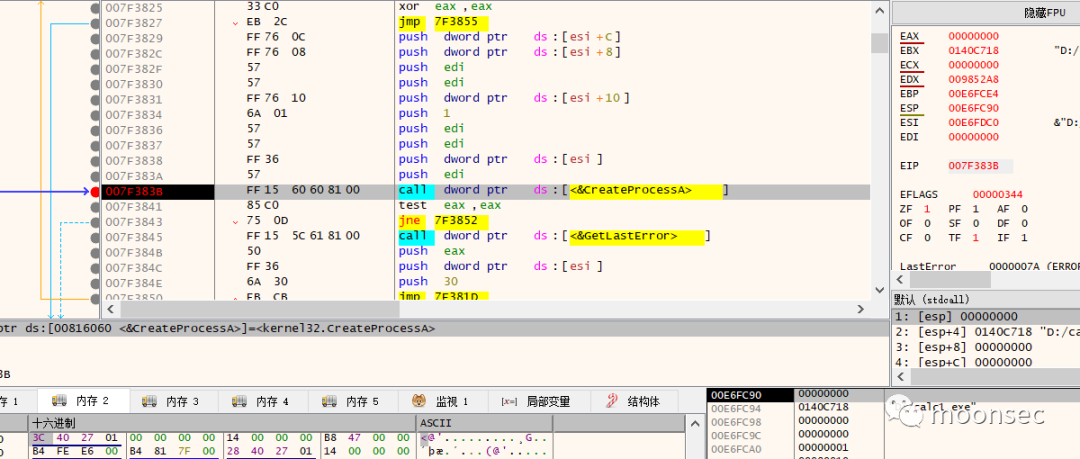 007F3825 33 C0 xor eax ,eax
007F3827 EB 2C jmp 7F3855
007F3829 FF 76 0C push dword ptr ds:[esi+C]
007F382C FF 76 08 push dword ptr ds:[esi+8]
007F382F 57 push edi
007F3830 57 push edi
007F3831 FF 76 10 push dword ptr ds:[esi+10]
007F3834 6A 01 push 1
007F3836 57 push edi
007F3837 57 push edi
007F3838 FF 36 push dword ptr ds:[esi]
007F383A 57 push edi
007F383B FF 15 60 60 81 00 call dword ptr ds:[<&CreateProcessA>]
007F3841 85 C0 test eax ,eax
007F3843 75 0D jne 7F3852
007F3845 FF 15 5C 61 81 00 call dword ptr ds:[<&GetLastError>]
007F384B 50 push eax
007F384C FF 36 push dword ptr ds:[esi]
007F384E 6A 30 push 30
007F3850 EB CB jmp 7F381D
隐藏FPU
EAX 00000000
EBX 0140C718 "D:/
ECX 00000000
EDX 009852A8
EBP 00E6FCE4
ESP 00E6FC90
ESI 00E6FDC0 &"D:
EDI 00000000
EIP 007F383B
EFLAGS 00000344
ZF 1 PF 1 AF 0
OF 0 SF 0 DF 0
CF 0 TF 1 IF 1
LastError 0000007A (ERROR
默认 (stdcall)
1: [esp] 00000000
2: [esp+4] 0140C718 "D:/ca
3: [esp+8] 00000000
4: [esp+C] 00000000
ptr ds:[00816060 <&CreateProcessA>]=<kernel32.CreateProcessA>
3B
存 1 内存 2 内存 3 内存 4 内存 5 监视 1 [x=] 局部变量 结构体
十六进制 ASCII
3C 40 27 01 00 00 00 00 14 00 00 00 B8 47 00 00 <@'.........¸G..
B4 FE E6 00 B4 81 7F 00 28 40 27 01 14 00 00 00 ´þæ.´...(@'.....
00E6FC90 00000000
00E6FC94 0140C718 calc1.exe"
00E6FC98 00000000
00E6FC9C 00000000
00E6FCA0 00000001
moonsec